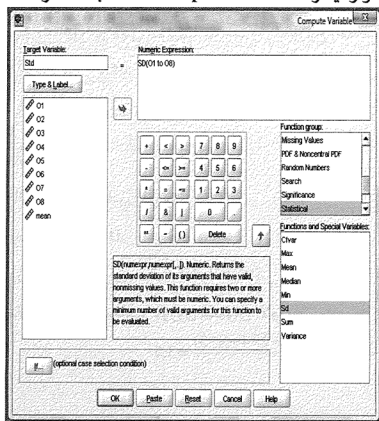 Compute Variable
Target Variable:
Std
=
Numeric Expression:
SD(O1 to O8)
Type & Label...
O1
O2
O3
O4
O5
O6
O7
O8
mean
+ < > 7 8 9
- <= >= 4 5 6
* = ~= 1 2 3
/ & | 0 .
** ~ () Delete
Function group:
Missing Values
PDF & Noncentral PDF
Random Numbers
Search
Significance
Statistical
Functions and Special Variables:
Cfvar
Max
Mean
Median
Min
Sd
Sum
Variance
SD(numexpr,numexpr[,..]). Numeric. Returns the
standard deviation of its arguments that have valid,
nonmissing values. This function requires two or more
arguments, which must be numeric. You can specify a
minimum number of valid arguments for this function to
be evaluated.
If... (optional case selection condition)
OK Paste Reset Cancel Help